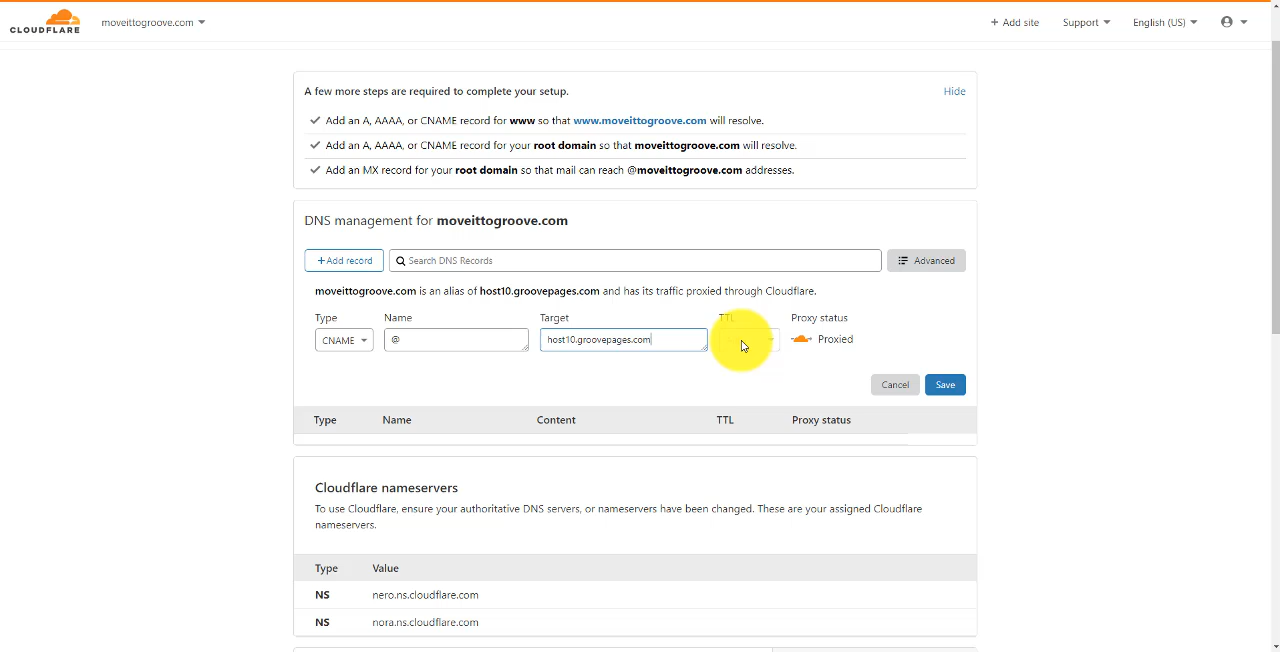 CLOUDFLARE
moveittogroove.com
+ Add site
Support
English (US)
A few more steps are required to complete your setup.
Hide
Add an A, AAAA, or CNAME record for www so that www.moveittogroove.com will resolve.
Add an A, AAAA, or CNAME record for your root domain so that moveittogroove.com will resolve.
Add an MX record for your root domain so that mail can reach @moveittogroove.com addresses.
DNS management for moveittogroove.com
+ Add record
Search DNS Records
Advanced
moveittogroove.com is an alias of host10.groovepages.com and has its traffic proxied through Cloudflare.
Type Name Target TTL Proxy status
CNAME @ host10.groovepages.com Proxied
Cancel Save
Type Name Content TTL Proxy status
Cloudflare nameservers
To use Cloudflare, ensure your authoritative DNS servers, or nameservers have been changed. These are your assigned Cloudflare
nameservers.
Type Value
NS nero.ns.cloudflare.com
NS nora.ns.cloudflare.com